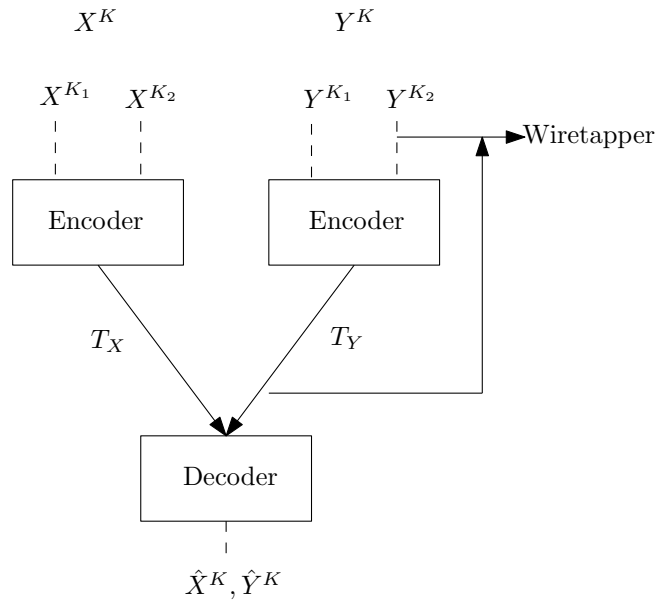 X^K Y^K
X^{K_1} X^{K_2} Y^{K_1} Y^{K_2}
Wiretapper
Encoder Encoder
T_X T_Y
Decoder
\hat{X}^K, \hat{Y}^K